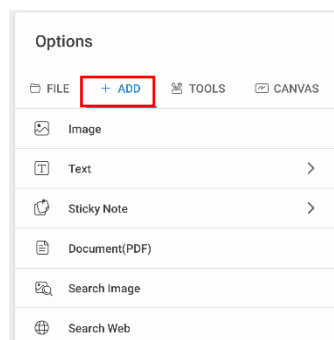 Options
FILE + ADD TOOLS CANVAS
Image
Text
Sticky Note
Document(PDF)
Search Image
Search Web